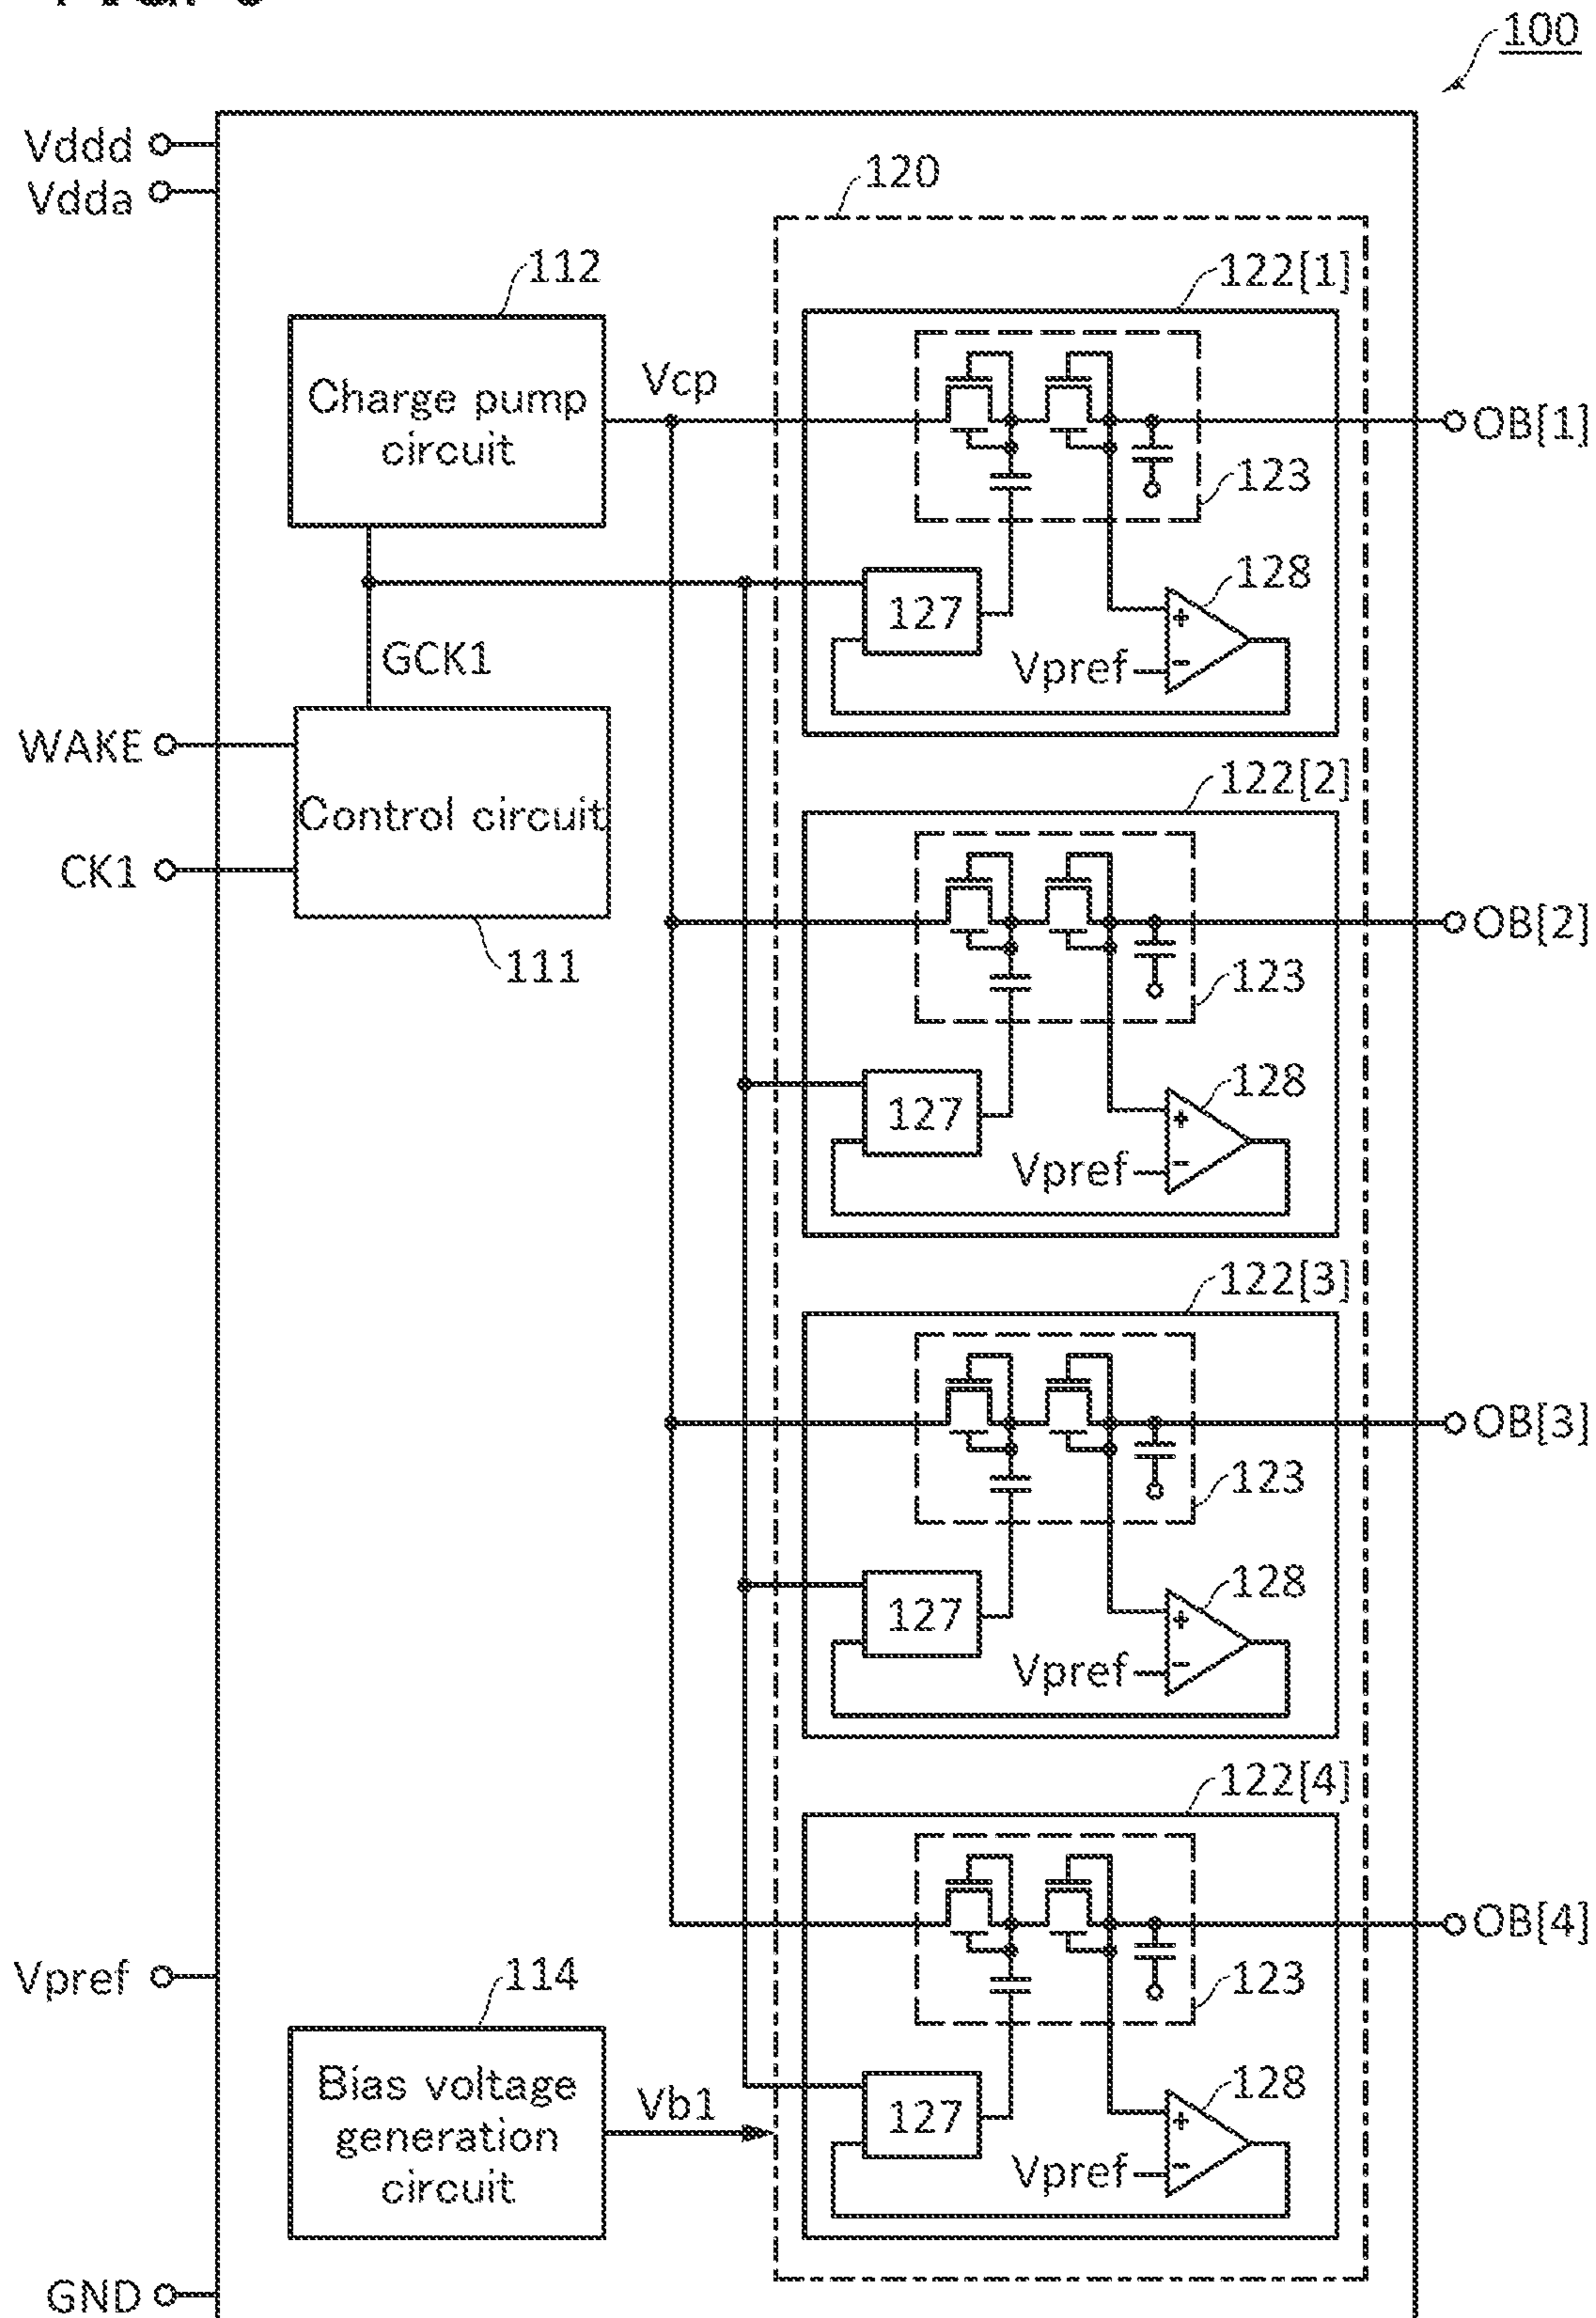 100
Vddd
Vdda
120
112
122[1]
Charge pump
circuit
Vcp
OB[1]
123
128
127
Vpref
+
-
GCK1
WAKE
Control circuit
CK1
111
122[2]
OB[2]
123
128
127
Vpref
+
-
122[3]
OB[3]
123
128
127
Vpref
+
-
122[4]
OB[4]
123
128
127
Vpref
+
-
Vpref
114
Bias voltage
generation
circuit
Vb1
GND